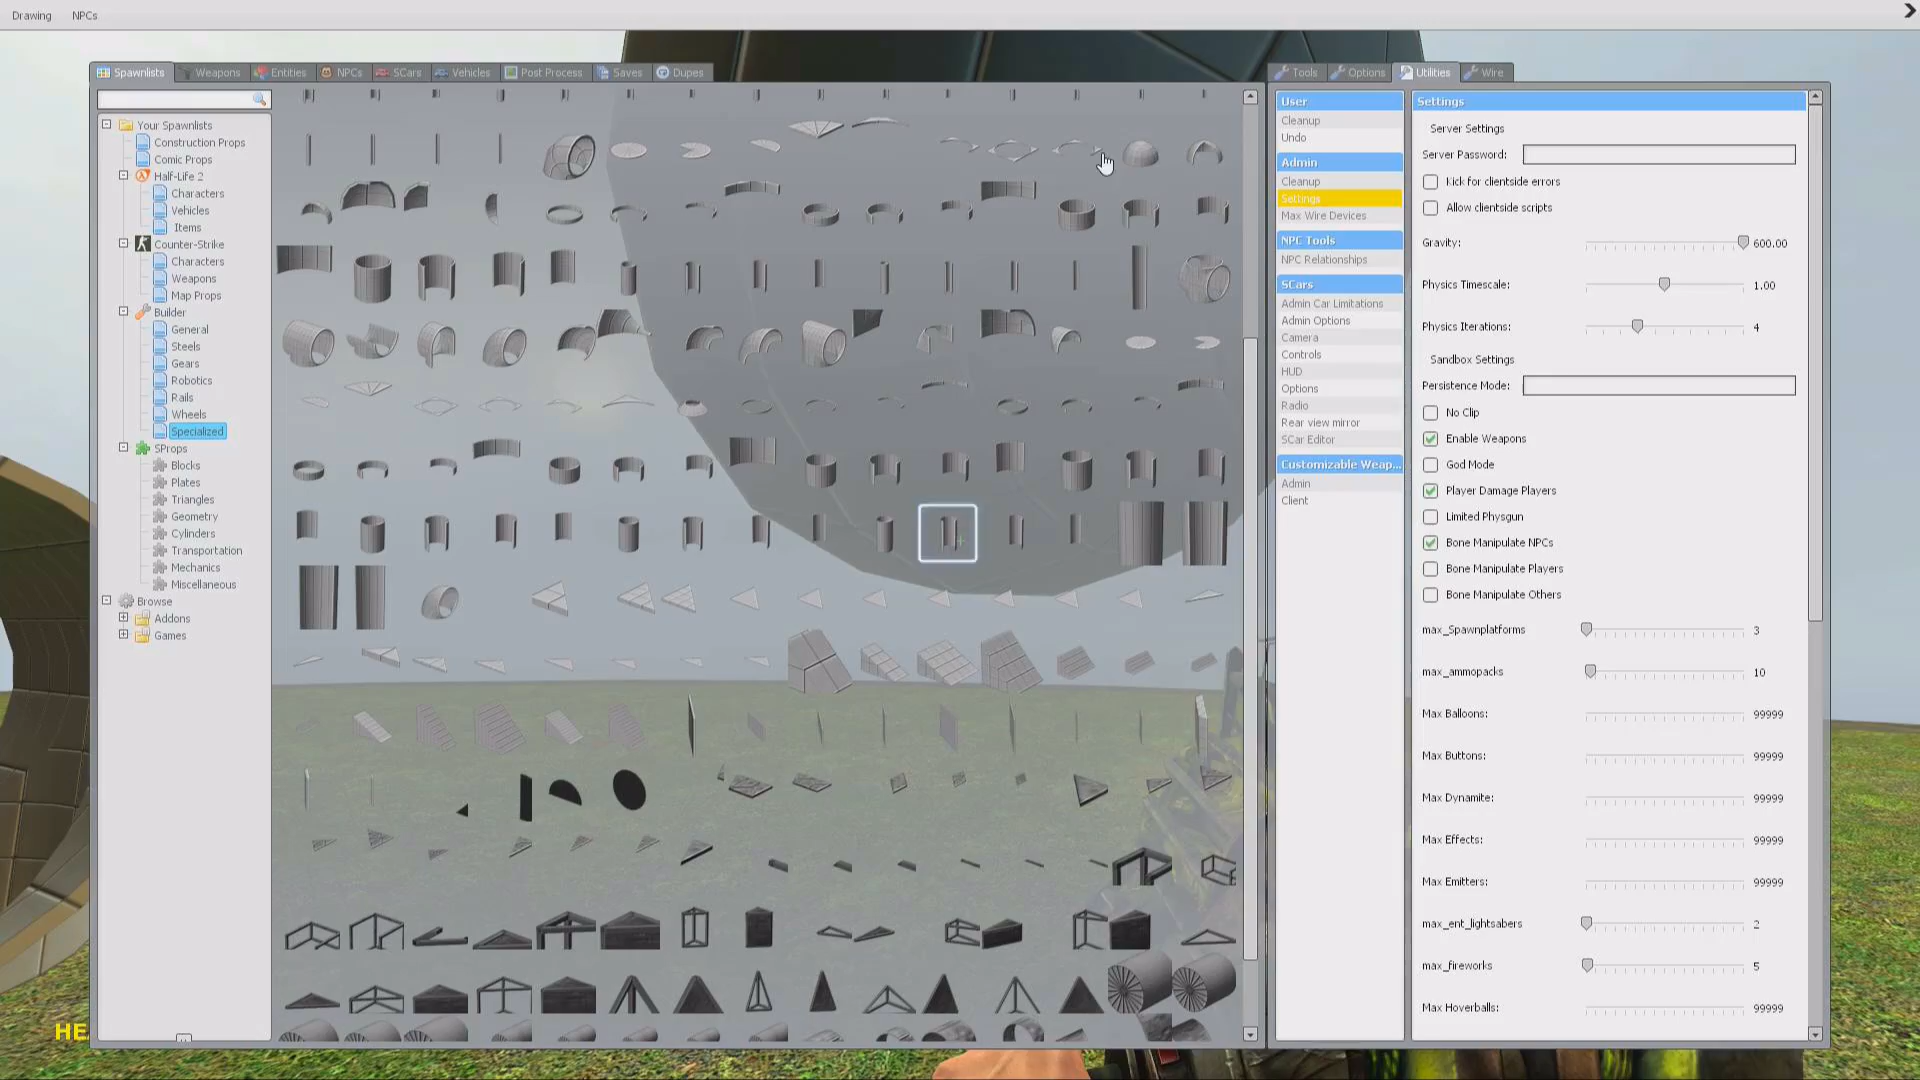 Drawing NPCs
Spawnlists Weapons Entities NPCs SCars Vehicles Post Process Saves Dupes
Your Spawnlists
Construction Props
Comic Props
Half-Life 2
Characters
Vehicles
Items
Counter-Strike
Characters
Weapons
Map Props
Builder
General
Steels
Gears
Robotics
Rails
Wheels
Specialized
SProps
Blocks
Plates
Triangles
Geometry
Cylinders
Transportation
Mechanics
Miscellaneous
Browse
Addons
Games
Tools Options Utilities Wire
User
Cleanup
Undo
Admin
Cleanup
Settings
Max Wire Devices
NPC Tools
NPC Relationships
SCars
Admin Car Limitations
Admin Options
Camera
Controls
HUD
Options
Radio
Rear view mirror
SCar Editor
Customizable Weap...
Admin
Client
Settings
Server Settings
Server Password:
Kick for clientside errors
Allow clientside scripts
Gravity: 600.00
Physics Timescale: 1.00
Physics Iterations: 4
Sandbox Settings
Persistence Mode:
No Clip
Enable Weapons
God Mode
Player Damage Players
Limited Physgun
Bone Manipulate NPCs
Bone Manipulate Players
Bone Manipulate Others
max_Spawnplatforms 3
max_ammopacks 10
Max Balloons: 99999
Max Buttons: 99999
Max Dynamite: 99999
Max Effects: 99999
Max Emitters: 99999
max_ent_lightsabers 2
max_fireworks 5
Max Hoverballs: 99999